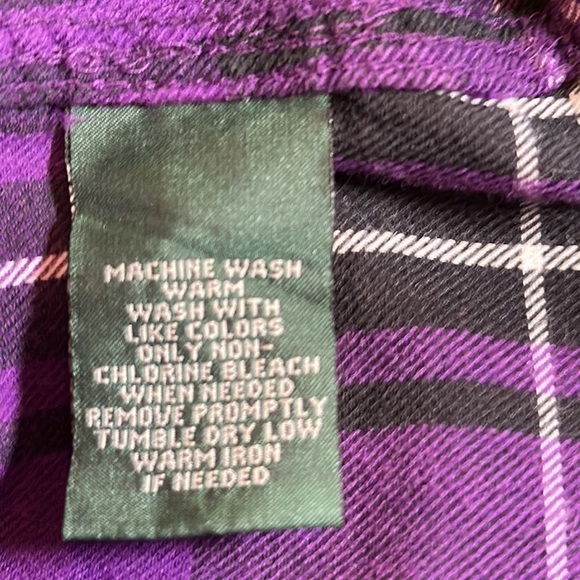 MACHINE WASH
WARM
WASH WITH
LIKE COLORS
ONLY NON-
CHLORINE BLEACH
WHEN NEEDED
REMOVE PROMPTLY
TUMBLE DRY LOW
WARM IRON
IF NEEDED